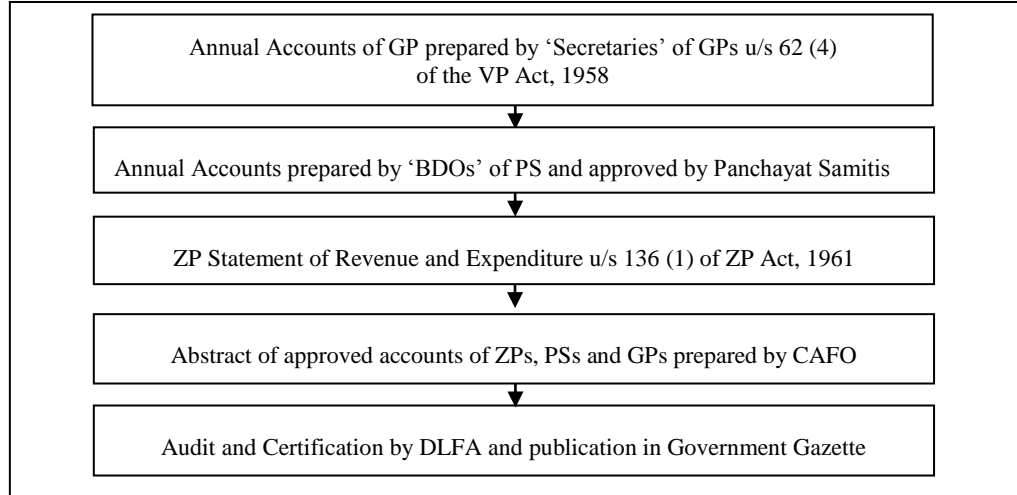 Annual Accounts of GP prepared by ‘Secretaries’ of GPs u/s 62 (4)
of the VP Act, 1958
Annual Accounts prepared by ‘BDOs’ of PS and approved by Panchayat Samitis
ZP Statement of Revenue and Expenditure u/s 136 (1) of ZP Act, 1961
Abstract of approved accounts of ZPs, PSs and GPs prepared by CAFO
Audit and Certification by DLFA and publication in Government Gazette